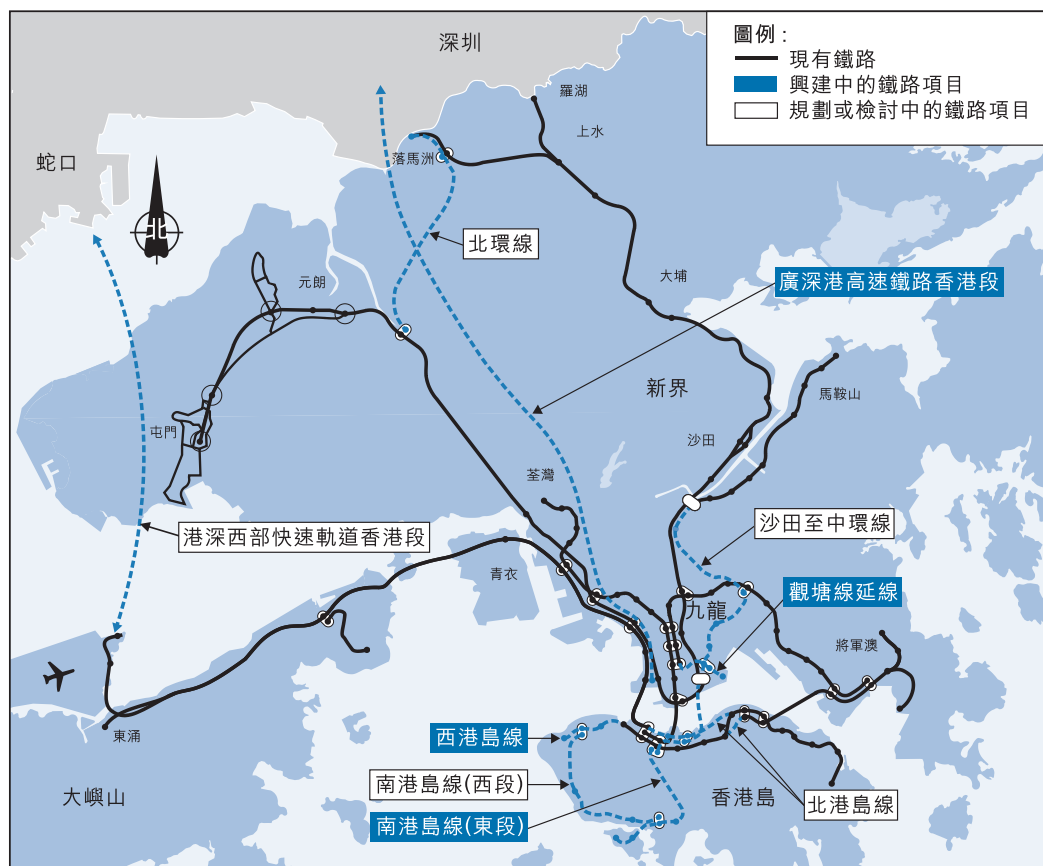 深圳
圖例 :
現有鐵路
興建中的鐵路項目
規劃或檢討中的鐵路項目
羅湖
上水
蛇口
落馬洲
北
北環線
元朗
大埔
廣深港高速鐵路香港段
新界
馬鞍山
屯門
沙田
荃灣
港深西部快速軌道香港段
沙田至中環線
青衣
九龍
觀塘線延線
將軍澳
東涌
西港島線
南港島線(西段)
大嶼山
香港島
北港島線
南港島線(東段)